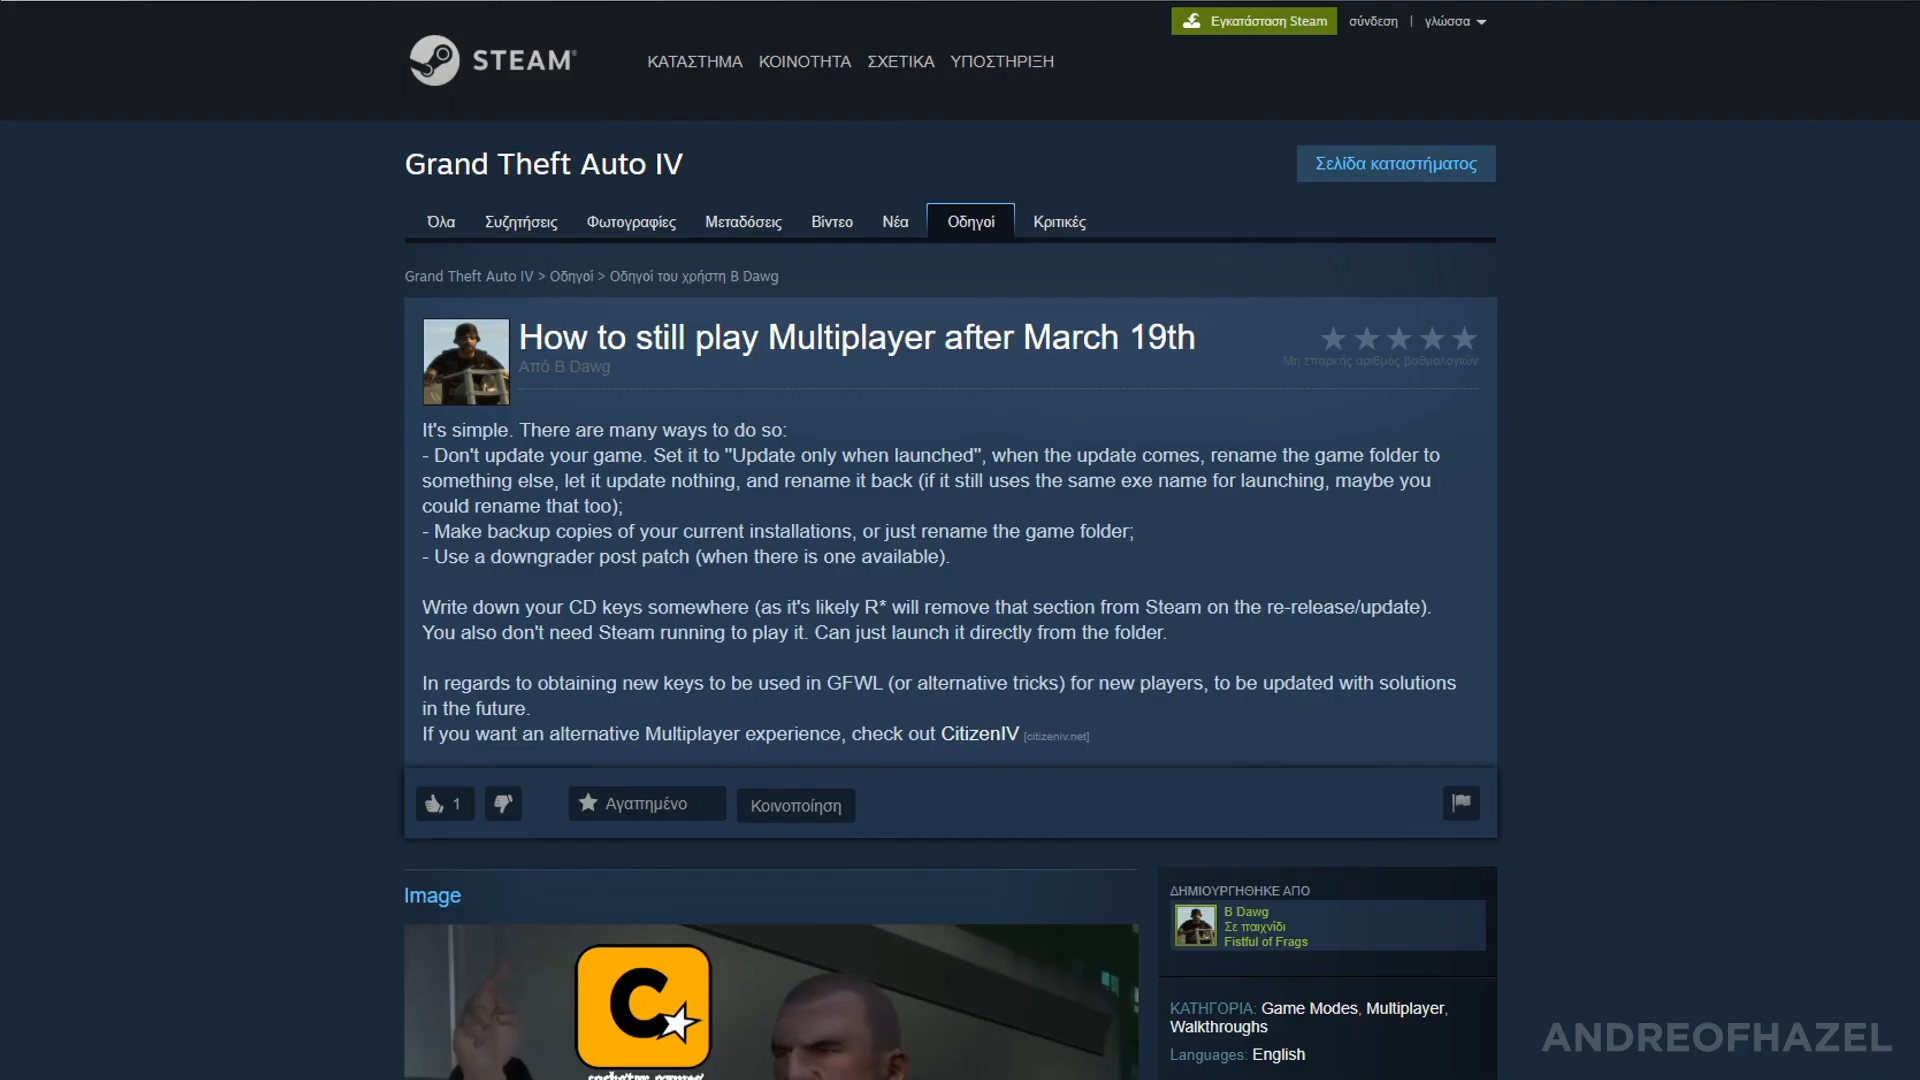 Εγκατάσταση Steam
σύνδεση | γλώσσα
STEAM®
ΚΑΤΑΣΤΗΜΑ ΚΟΙΝΟΤΗΤΑ ΣΧΕΤΙΚΑ ΥΠΟΣΤΗΡΙΞΗ
Grand Theft Auto IV
Σελίδα καταστήματος
Όλα Συζητήσεις Φωτογραφίες Μεταδόσεις Βίντεο Νέα Οδηγοί Κριτικές
Grand Theft Auto IV > Οδηγοί > Οδηγοί του χρήστη B Dawg
How to still play Multiplayer after March 19th
Από B Dawg
Μη επαρκής αριθμός βαθμολογιών
It's simple. There are many ways to do so:
- Don't update your game. Set it to "Update only when launched", when the update comes, rename the game folder to
something else, let it update nothing, and rename it back (if it still uses the same exe name for launching, maybe you
could rename that too);
- Make backup copies of your current installations, or just rename the game folder;
- Use a downgrader post patch (when there is one available).
Write down your CD keys somewhere (as it's likely R* will remove that section from Steam on the re-release/update).
You also don't need Steam running to play it. Can just launch it directly from the folder.
In regards to obtaining new keys to be used in GFWL (or alternative tricks) for new players, to be updated with solutions
in the future.
If you want an alternative Multiplayer experience, check out CitizenIV [citizeniv.net]
1
Αγαπημένο
Κοινοποίηση
Image
C
ΔΗΜΙΟΥΡΓΗΘΗΚΕ ΑΠΟ
B Dawg
Σε παιχνίδι
Fistful of Frags
ΚΑΤΗΓΟΡΙΑ: Game Modes, Multiplayer,
Walkthroughs
Languages: English
ANDREOFHAZEL